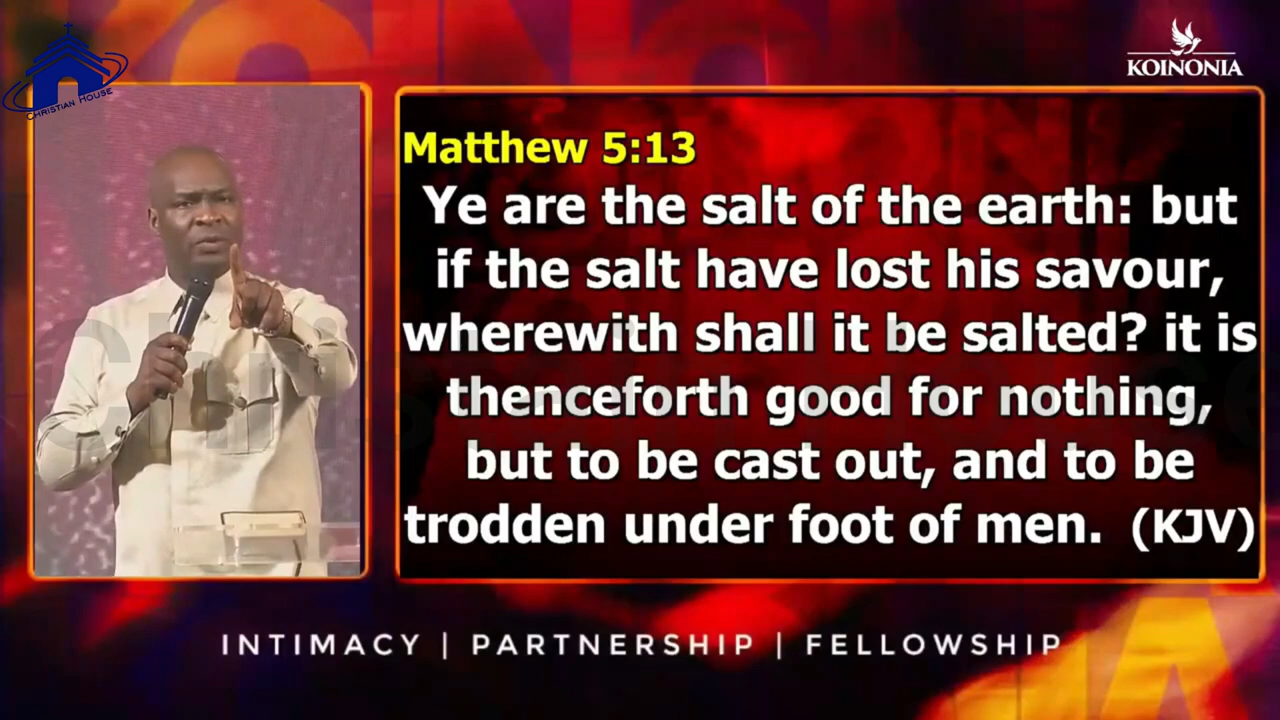 CHRISTIAN HOUSE
KOINONIA
Matthew 5:13
Ye are the salt of the earth: but
if the salt have lost his savour,
wherewith shall it be salted? it is
thenceforth good for nothing,
but to be cast out, and to be
trodden under foot of men. (KJV)
INTIMACY | PARTNERSHIP | FELLOWSHIP